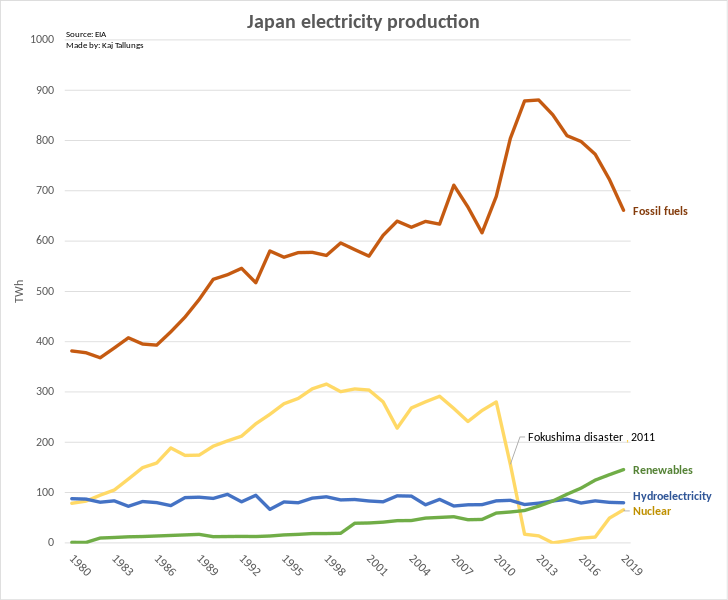 Japan electricity production
Source: EIA
Made by: Kaj Tallungs
1000
900
800
700
600
500
400
300
200
100
0
TWh
Fossil fuels
Fokushima disaster , 2011
Renewables
Hydroelectricity
Nuclear
1980
1983
1986
1989
1992
1995
1998
2001
2004
2007
2010
2013
2016
2019